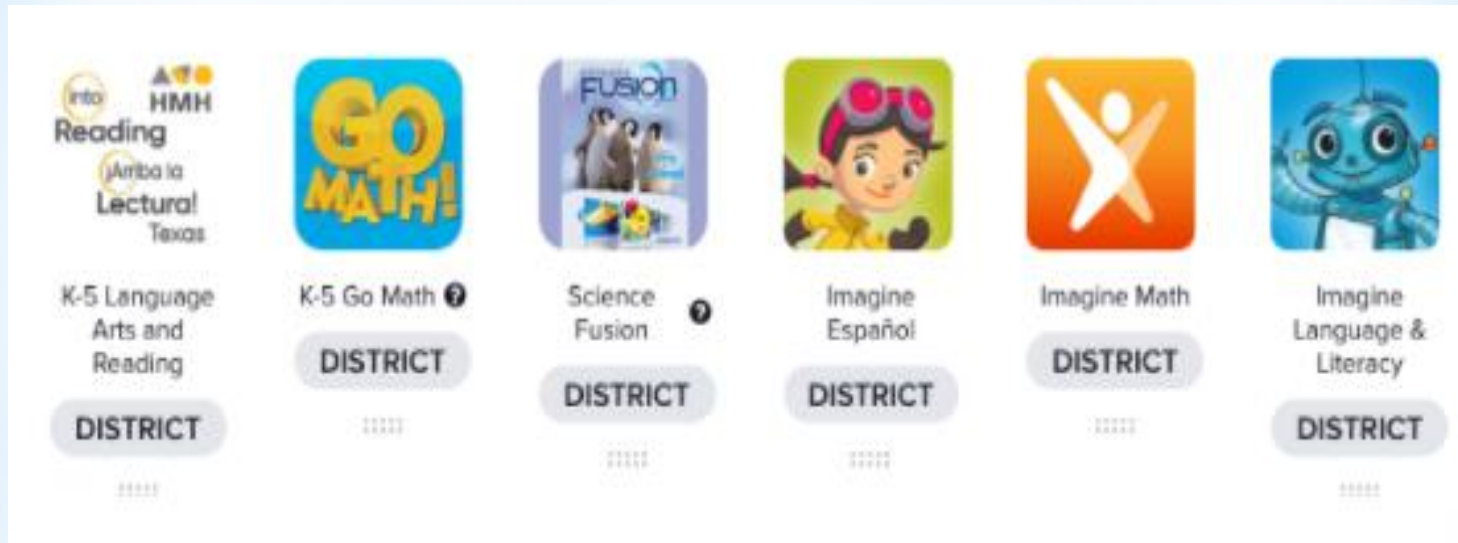 into
HMH
Reading
¡Arriba la
Lectura!
Texas
K-5 Language
Arts and
Reading
DISTRICT
GO
MATH!
K-5 Go Math ?
DISTRICT
FUSION
Science
Fusion ?
DISTRICT
Imagine
Español
DISTRICT
Imagine Math
DISTRICT
Imagine
Language &
Literacy
DISTRICT